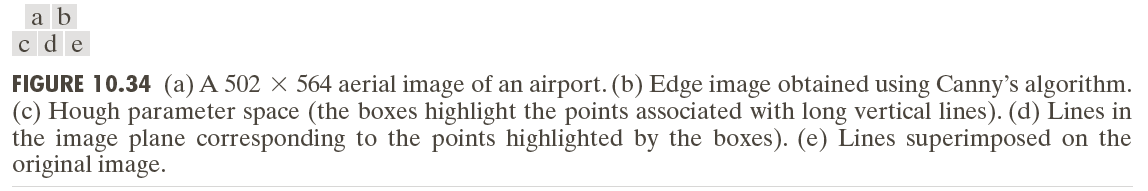 a b
c d e
FIGURE 10.34 (a) A 502 × 564 aerial image of an airport. (b) Edge image obtained using Canny’s algorithm.
(c) Hough parameter space (the boxes highlight the points associated with long vertical lines). (d) Lines in
the image plane corresponding to the points highlighted by the boxes). (e) Lines superimposed on the
original image.